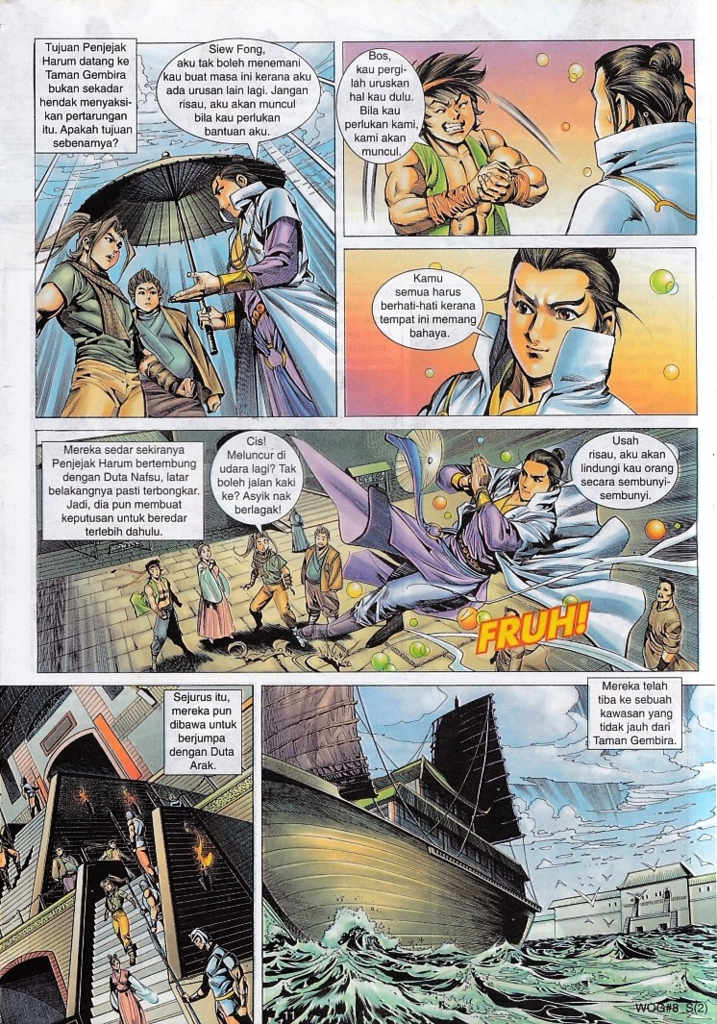 Tujuan Penjejak
Harum datang ke
Taman Gembira
bukan sekadar
hendak menyaksi-
kan pertarungan
itu. Apakah tujuan
sebenarnya?
Siew Fong,
aku tak boleh menemani
kau buat masa ini kerana aku
ada urusan lain lagi. Jangan
risau, aku akan muncul
bila kau perlukan
bantuan aku.
Bos,
kau pergi-
lah uruskan
hal kau dulu.
Bila kau
perlukan kami,
kami akan
muncul.
Kamu
semua harus
berhati-hati kerana
tempat ini memang
bahaya.
Mereka sedar sekiranya
Penjejak Harum bertembung
dengan Duta Nafsu, latar
belakangnya pasti terbongkar.
Jadi, dia pun membuat
keputusan untuk beredar
terlebih dahulu.
Cis!
Meluncur di
udara lagi? Tak
boleh jalan kaki
ke? Asyik nak
berlagak!
Usah
risau, aku akan
lindungi kau orang
secara sembunyi-
sembunyi.
FRUH!
Sejurus itu,
mereka pun
dibawa untuk
berjumpa
dengan Duta
Arak.
Mereka telah
tiba ke sebuah
kawasan yang
tidak jauh dari
Taman Gembira.
WOG#8_S(2)